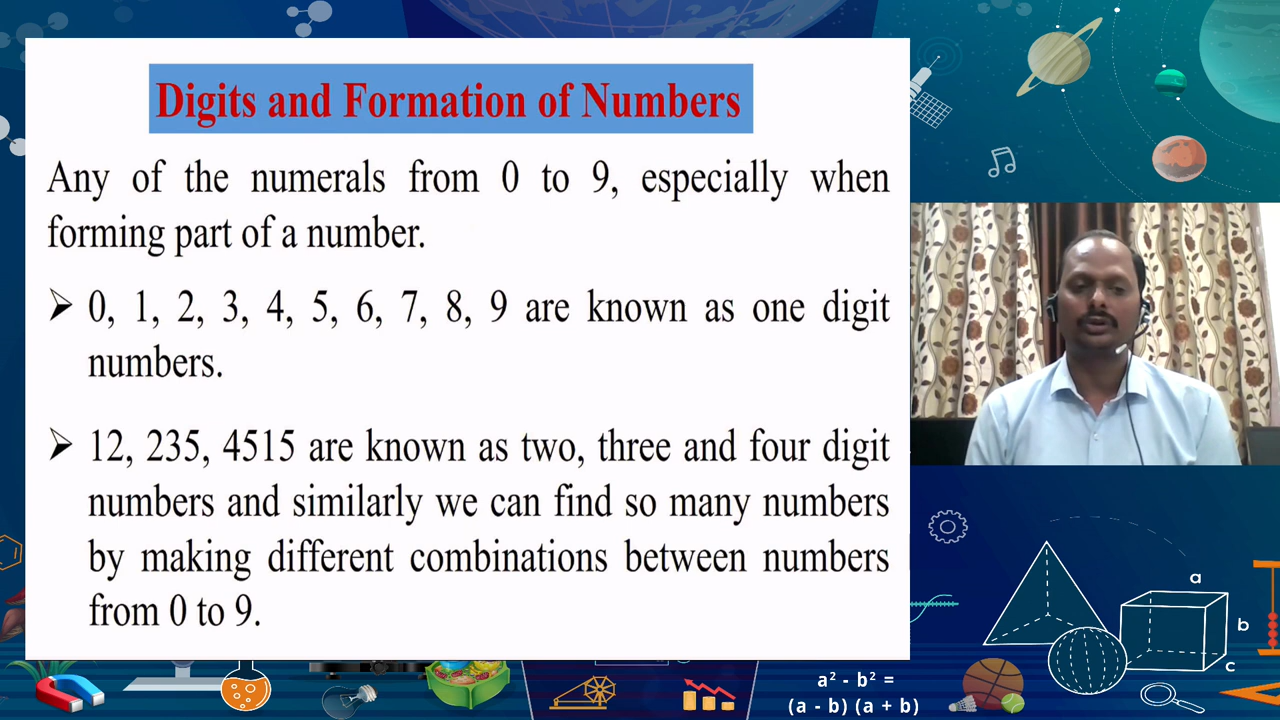 Digits and Formation of Numbers
Any of the numerals from 0 to 9, especially when
forming part of a number.
➢ 0, 1, 2, 3, 4, 5, 6, 7, 8, 9 are known as one digit
numbers.
➢ 12, 235, 4515 are known as two, three and four digit
numbers and similarly we can find so many numbers
by making different combinations between numbers
from 0 to 9.
a
b
c
a² - b² =
(a - b) (a + b)